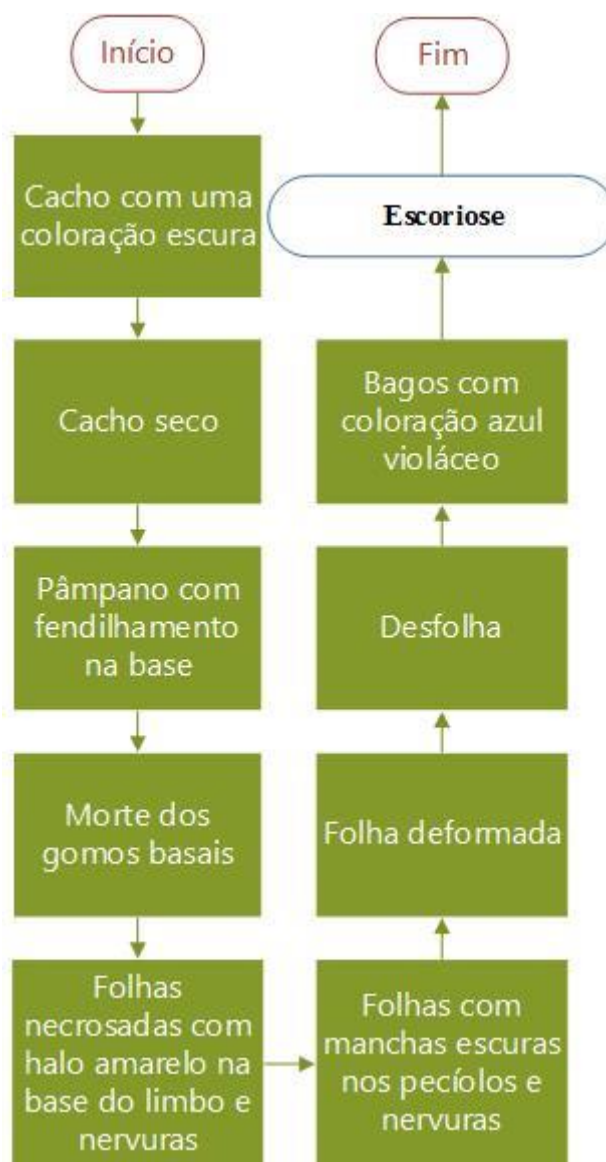 Início
Cacho com uma
coloração escura
Cacho seco
Pâmpano com
fendilhamento
na base
Morte dos
gomos basais
Folhas
necrosadas com
halo amarelo na
base do limbo e
nervuras
Folhas com
manchas escuras
nos pecíolos e
nervuras
Folha deformada
Desfolha
Bagos com
coloração azul
violáceo
Escoriose
Fim